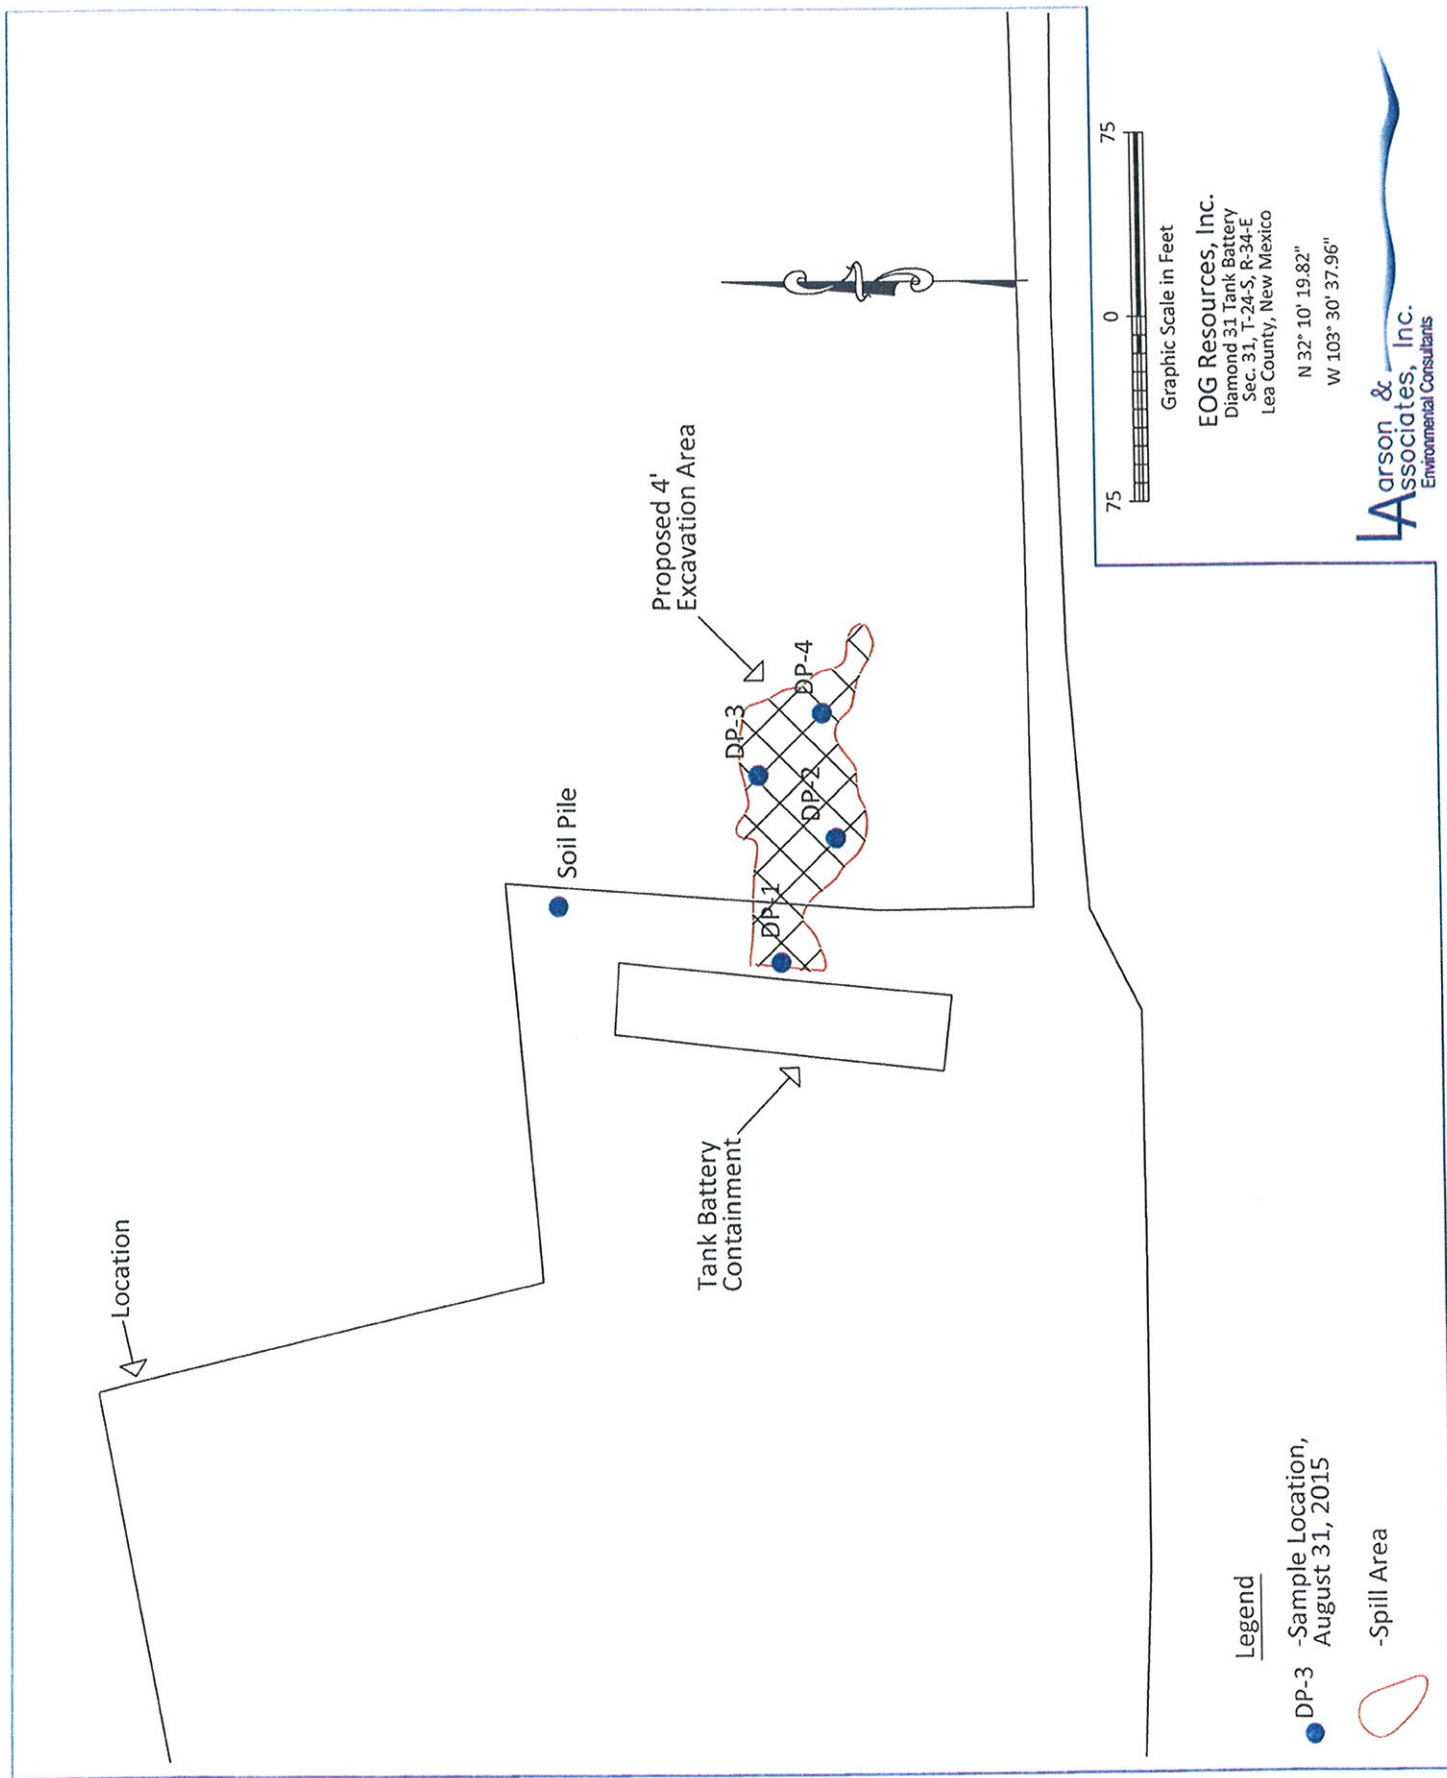 Location
Soil Pile
Proposed 4'
Excavation Area
Tank Battery
Containment
DP-1
DP-2
DP-3
DP-4
Legend
DP-3 -Sample Location,
August 31, 2015
-Spill Area
75 0 75
Graphic Scale in Feet
EOG Resources, Inc.
Diamond 31 Tank Battery
Sec. 31, T-24-S, R-34-E
Lea County, New Mexico
N 32° 10' 19.82"
W 103° 30' 37.96"
Larson &
Associates, Inc.
Environmental Consultants